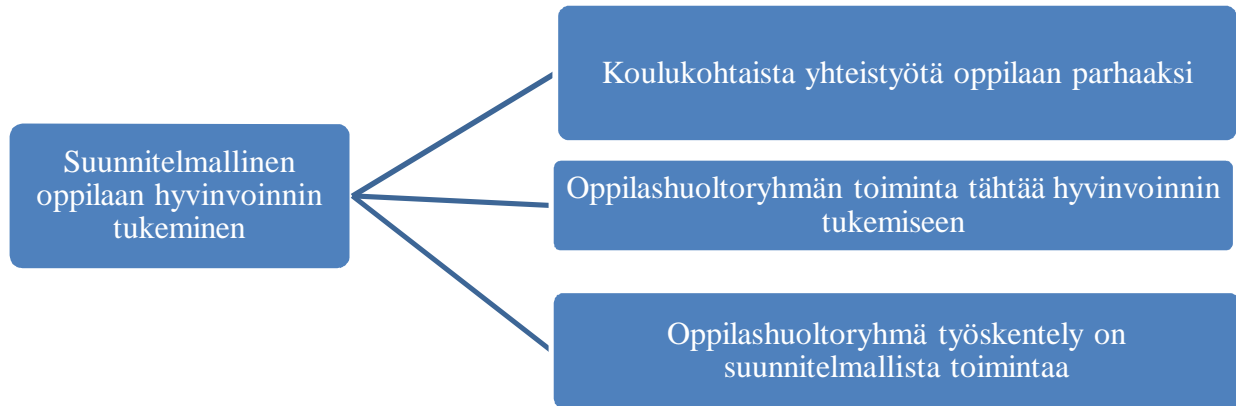 Suunnitelmallinen
oppilaan hyvinvoinnin
tukeminen
Koulukohtaista yhteistyötä oppilaan parhaaksi
Oppilashuoltoryhmän toiminta tähtää hyvinvoinnin
tukemiseen
Oppilashuoltoryhmä työskentely on
suunnitelmallista toimintaa